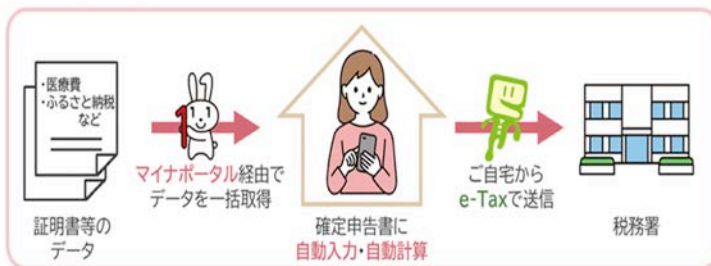 ・医療費
・ふるさと納税
など
証明書等の
データ
マイナポータル経由で
データを一括取得
確定申告書に
自動入力・自動計算
ご自宅から
e-Taxで送信
税務署